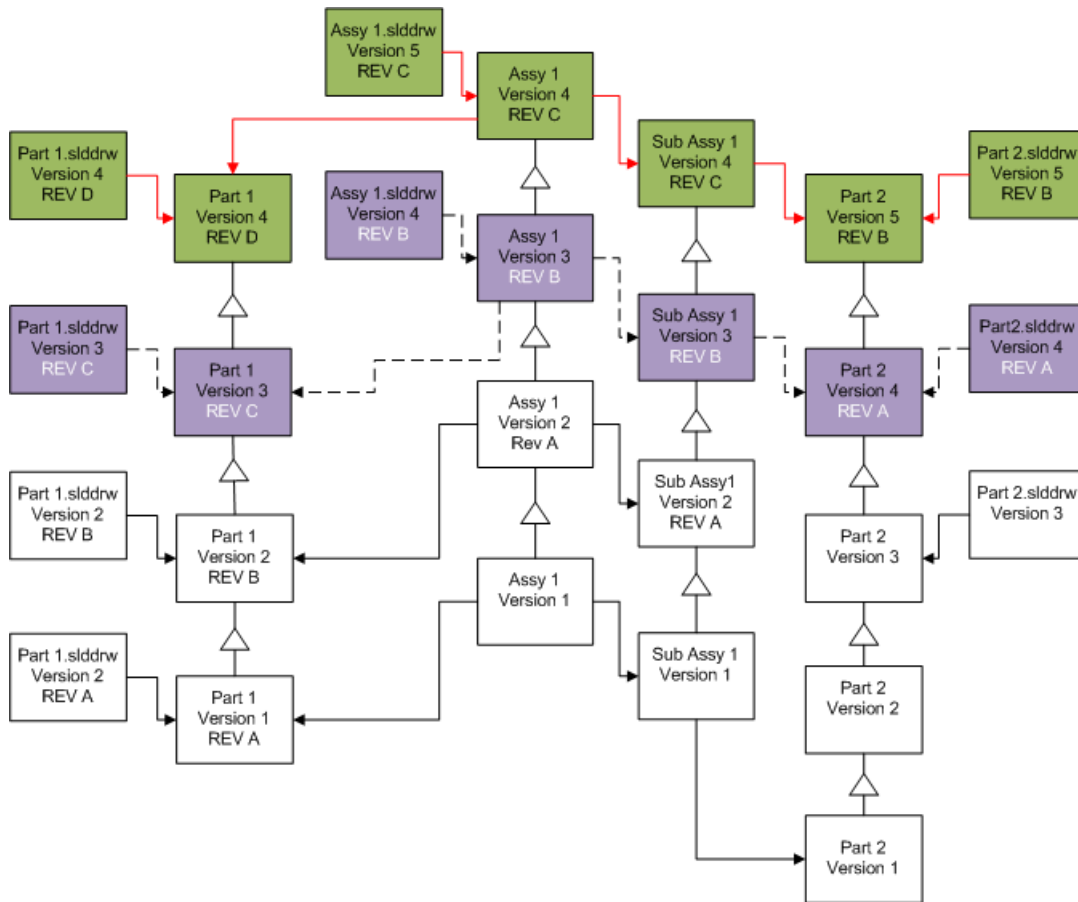 Assy 1.slddrw
Version 5
REV C
Assy 1
Version 4
REV C
Sub Assy 1
Version 4
REV C
Part 1.slddrw
Version 4
REV D
Part 1
Version 4
REV D
Part 2
Version 5
REV B
Part 2.slddrw
Version 5
REV B
Assy 1.slddrw
Version 4
REV B
Assy 1
Version 3
REV B
Sub Assy 1
Version 3
REV B
Part 1.slddrw
Version 3
REV C
Part 1
Version 3
REV C
Part 2
Version 4
REV A
Part2.slddrw
Version 4
REV A
Assy 1
Version 2
Rev A
Sub Assy1
Version 2
REV A
Part 1.slddrw
Version 2
REV B
Part 1
Version 2
REV B
Part 2
Version 3
Part 2.slddrw
Version 3
Assy 1
Version 1
Sub Assy 1
Version 1
Part 1.slddrw
Version 2
REV A
Part 1
Version 1
REV A
Part 2
Version 2
Part 2
Version 1